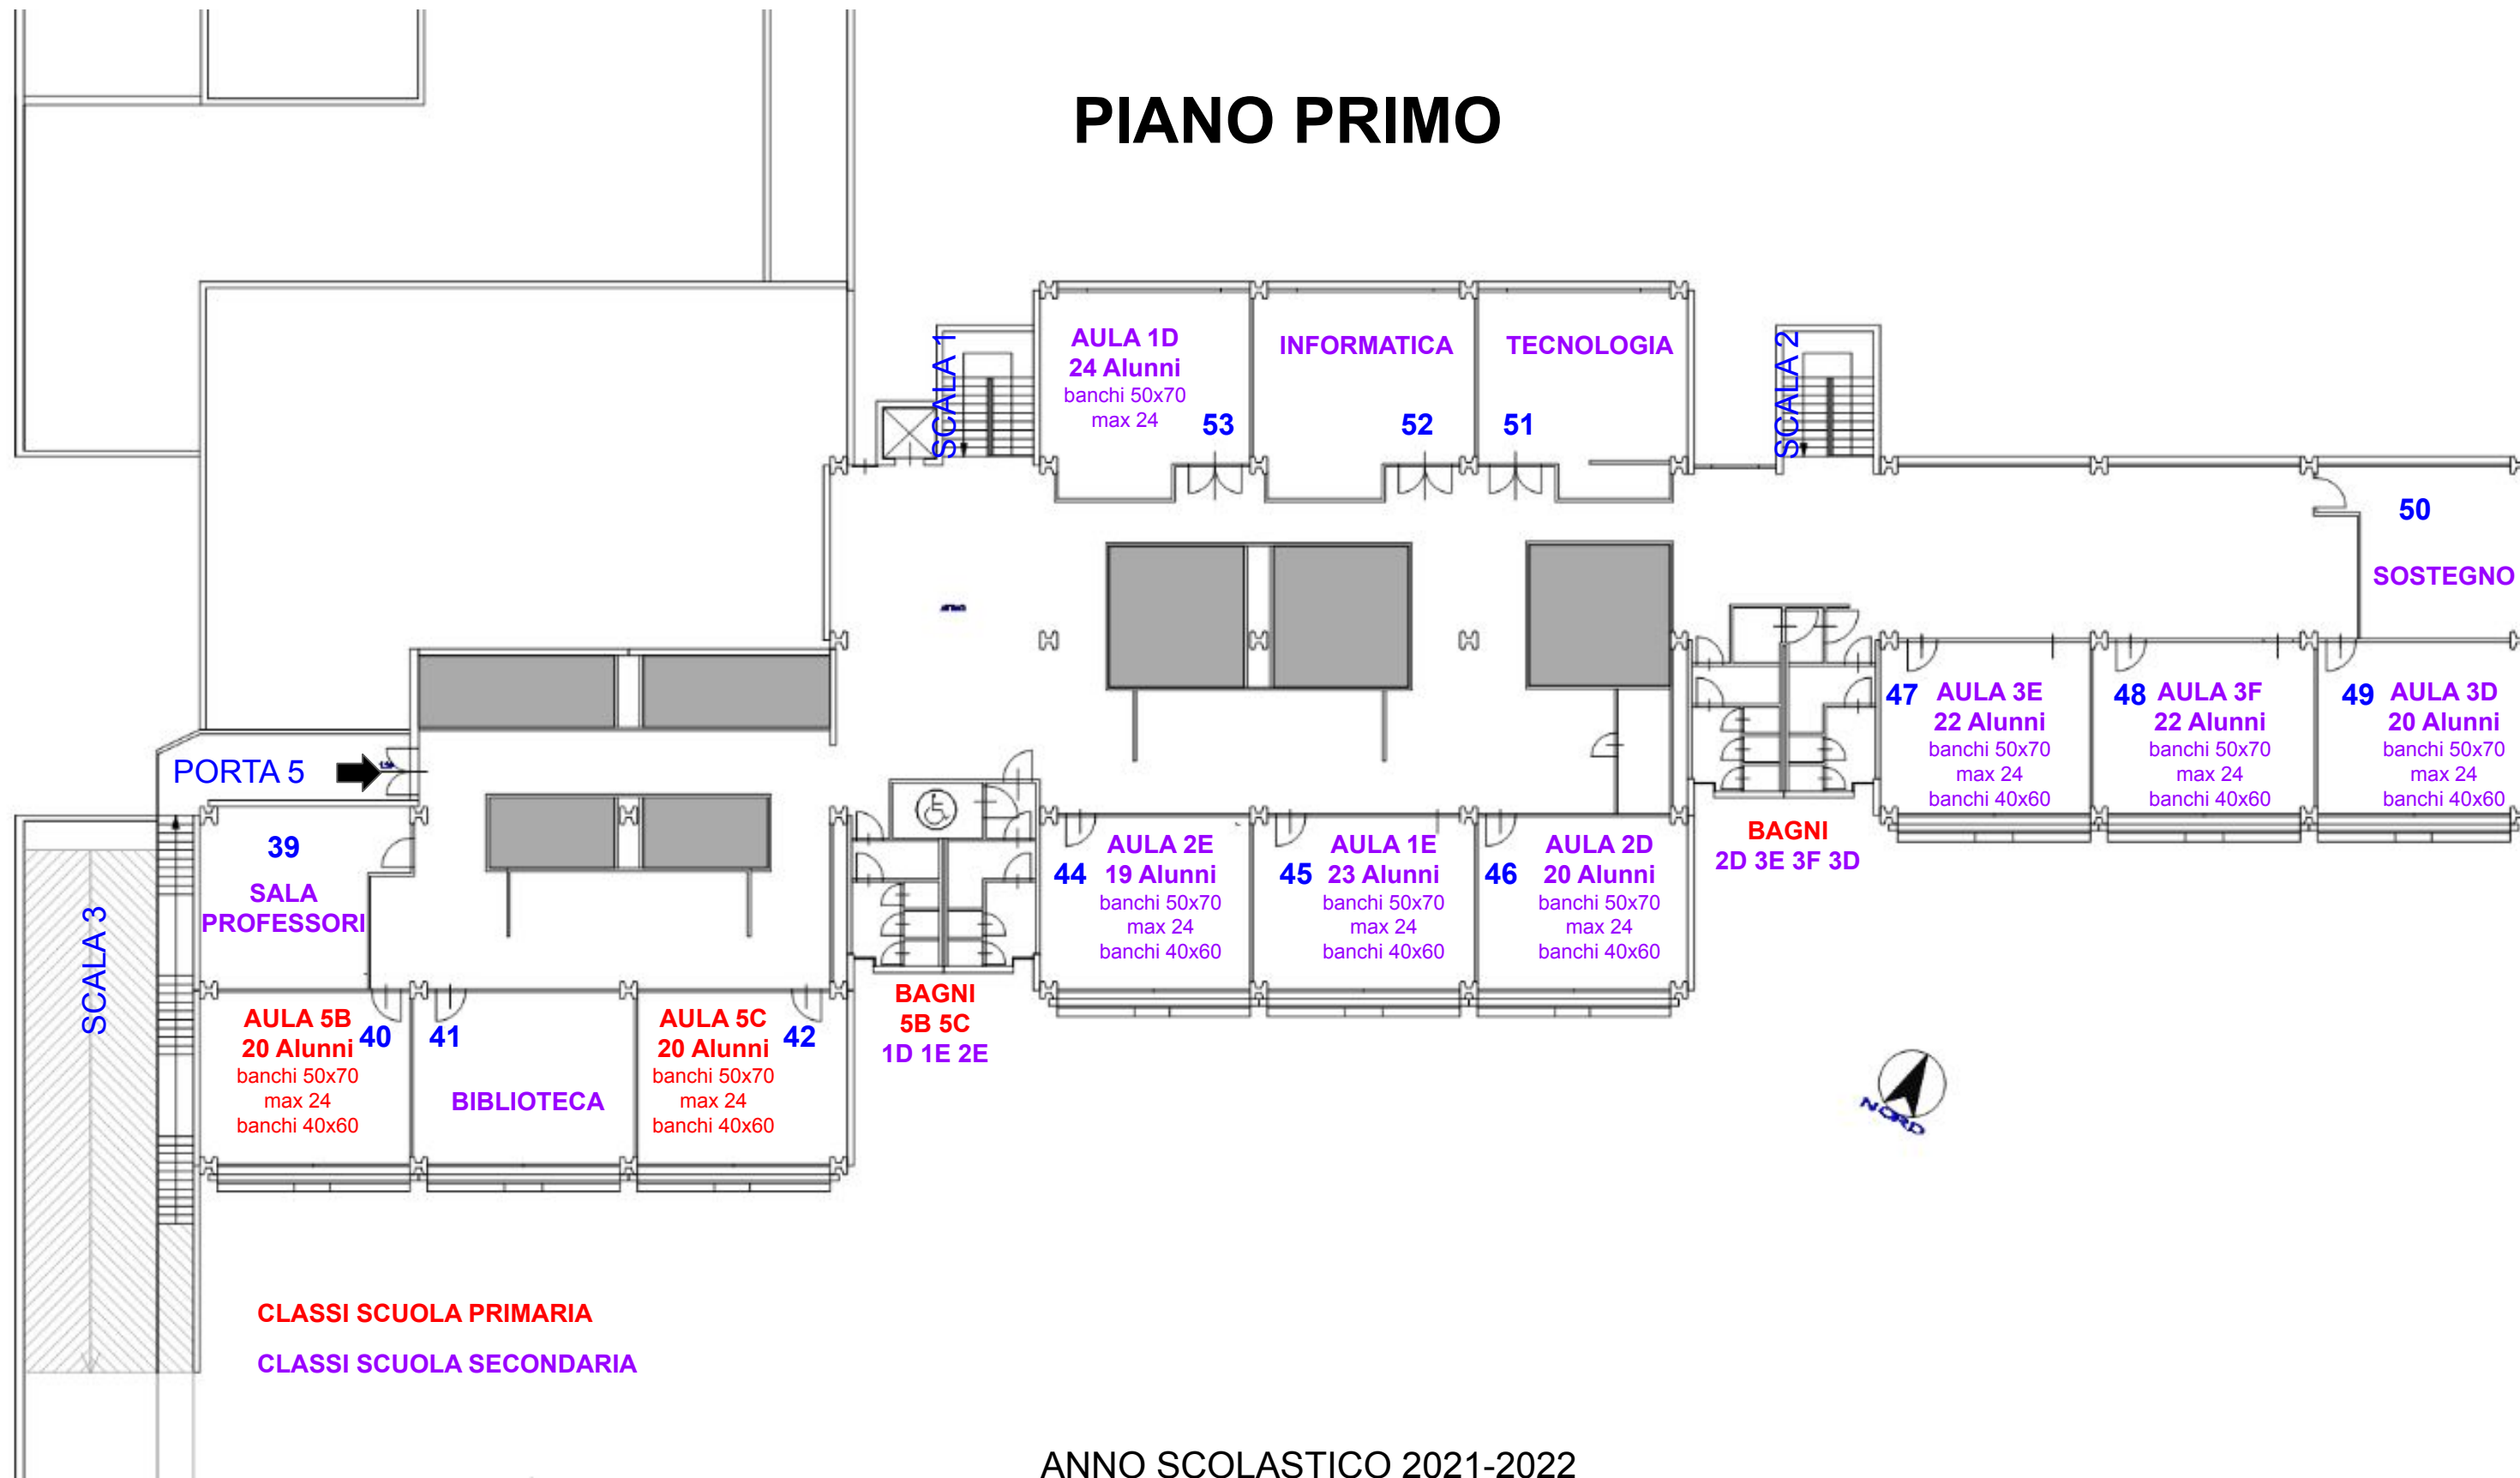 PIANO PRIMO
SCALA 1
AULA 1D
24 Alunni
banchi 50x70
max 24
53
INFORMATICA
52
TECNOLOGIA
51
SCALA 2
50
SOSTEGNO
47
AULA 3E
22 Alunni
banchi 50x70
max 24
banchi 40x60
48
AULA 3F
22 Alunni
banchi 50x70
max 24
banchi 40x60
49
AULA 3D
20 Alunni
banchi 50x70
max 24
banchi 40x60
PORTA 5
39
SALA
PROFESSORI
44
AULA 2E
19 Alunni
banchi 50x70
max 24
banchi 40x60
45
AULA 1E
23 Alunni
banchi 50x70
max 24
banchi 40x60
46
AULA 2D
20 Alunni
banchi 50x70
max 24
banchi 40x60
BAGNI
2D 3E 3F 3D
SCALA 3
AULA 5B
20 Alunni
banchi 50x70
max 24
banchi 40x60
40
41
BIBLIOTECA
AULA 5C
20 Alunni
banchi 50x70
max 24
banchi 40x60
42
BAGNI
5B 5C
1D 1E 2E
NORD
CLASSI SCUOLA PRIMARIA
CLASSI SCUOLA SECONDARIA
ANNO SCOLASTICO 2021-2022